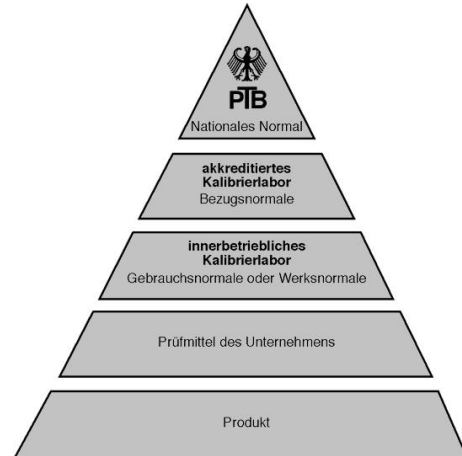 PTB
Nationales Normal
akkreditiertes
Kalibrierlabor
Bezugsnormale
innerbetriebliches
Kalibrierlabor
Gebrauchsnormale oder Werksnormale
Prüfmittel des Unternehmens
Produkt